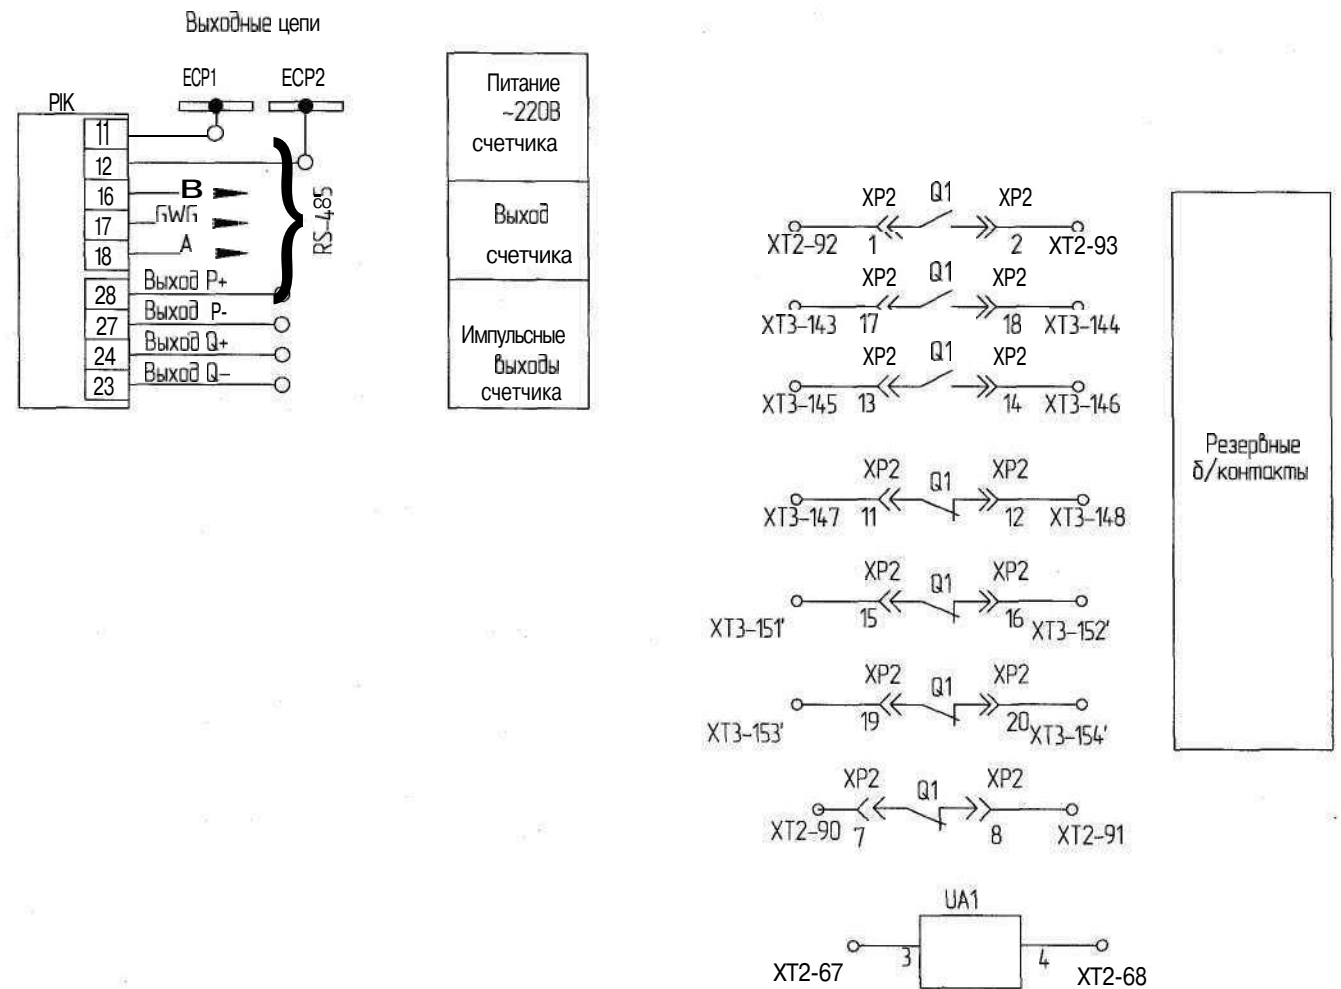 Выходные цепи
ECP1 ECP2
PIK
11
12
16 B
17 GWG
18 A
RS-485
28 Выход P+
27 Выход P-
24 Выход Q+
23 Выход Q-
Питание
~220В
счетчика
Выход
счетчика
Импульсные
выходы
счетчика
XP2 Q1 XP2
XT2-92 1 2 XT2-93
XP2 Q1 XP2
XT3-143 17 18 XT3-144
XP2 Q1 XP2
XT3-145 13 14 XT3-146
XP2 Q1 XP2
XT3-147 11 12 XT3-148
XP2 Q1 XP2
XT3-151' 15 16 XT3-152'
XP2 Q1 XP2
XT3-153' 19 20 XT3-154'
XP2 Q1 XP2
XT2-90 7 8 XT2-91
Резервные
б/контакты
UA1
3 4
XT2-67 XT2-68